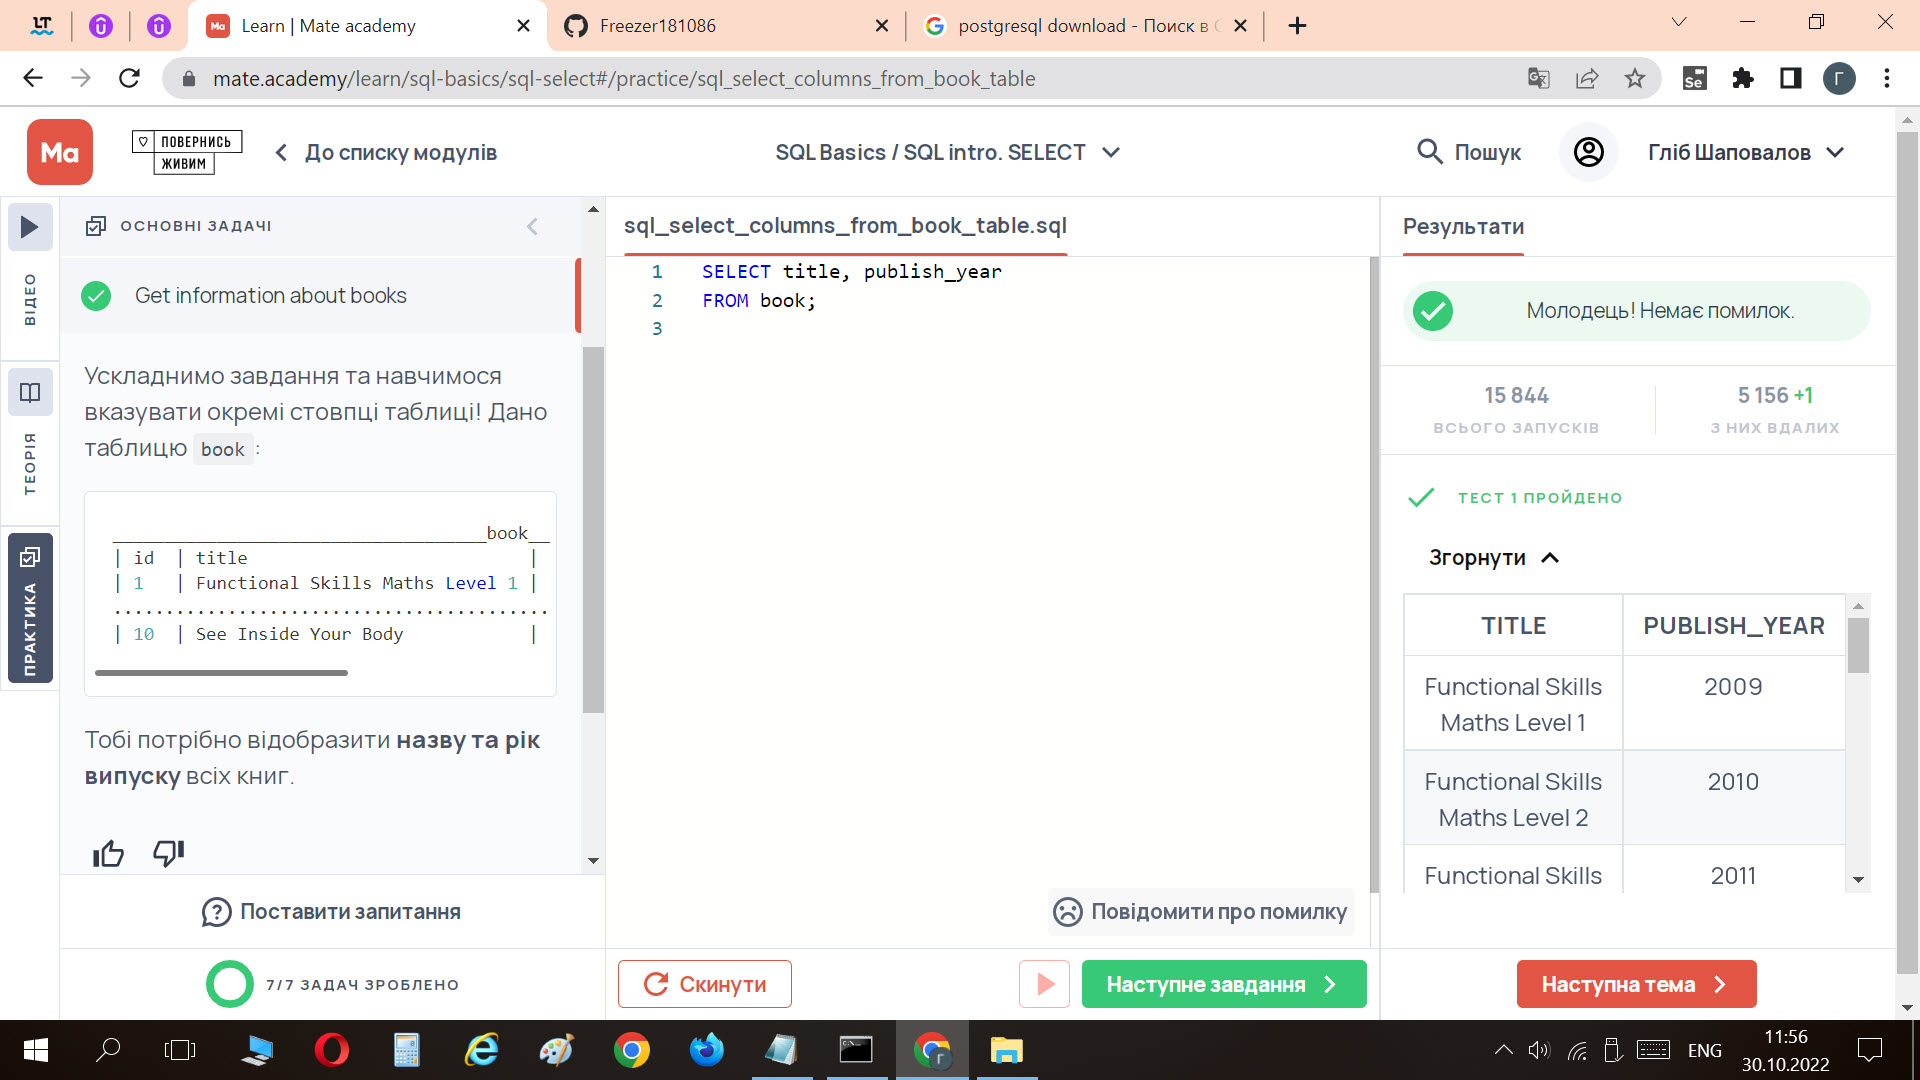 Learn | Mate academy
Freezer181086
postgresql download - Поиск в
mate.academy/learn/sql-basics/sql-select#/practice/sql_select_columns_from_book_table
Se
Г
Ma
ПОВЕРНИСЬ
ЖИВИМ
До списку модулів
SQL Basics / SQL intro. SELECT
Пошук
Гліб Шаповалов
ВІДЕО
ТЕОРІЯ
ПРАКТИКА
ОСНОВНІ ЗАДАЧІ
Get information about books
Ускладнимо завдання та навчимося
вказувати окремі стовпці таблиці! Дано
таблицю book :
____________________________________book__
| id | title |
| 1 | Functional Skills Maths Level 1 |
..........................................
| 10 | See Inside Your Body |
Тобі потрібно відобразити назву та рік
випуску всіх книг.
Поставити запитання
7/7 ЗАДАЧ ЗРОБЛЕНО
sql_select_columns_from_book_table.sql
1 SELECT title, publish_year
2 FROM book;
3
Повідомити про помилку
Скинути
Наступне завдання
Результати
Молодець! Немає помилок.
15 844
ВСЬОГО ЗАПУСКІВ
5 156 +1
З НИХ ВДАЛИХ
ТЕСТ 1 ПРОЙДЕНО
Згорнути
TITLE PUBLISH_YEAR
Functional Skills 2009
Maths Level 1
Functional Skills 2010
Maths Level 2
Functional Skills 2011
Наступна тема
ENG
11:56
30.10.2022